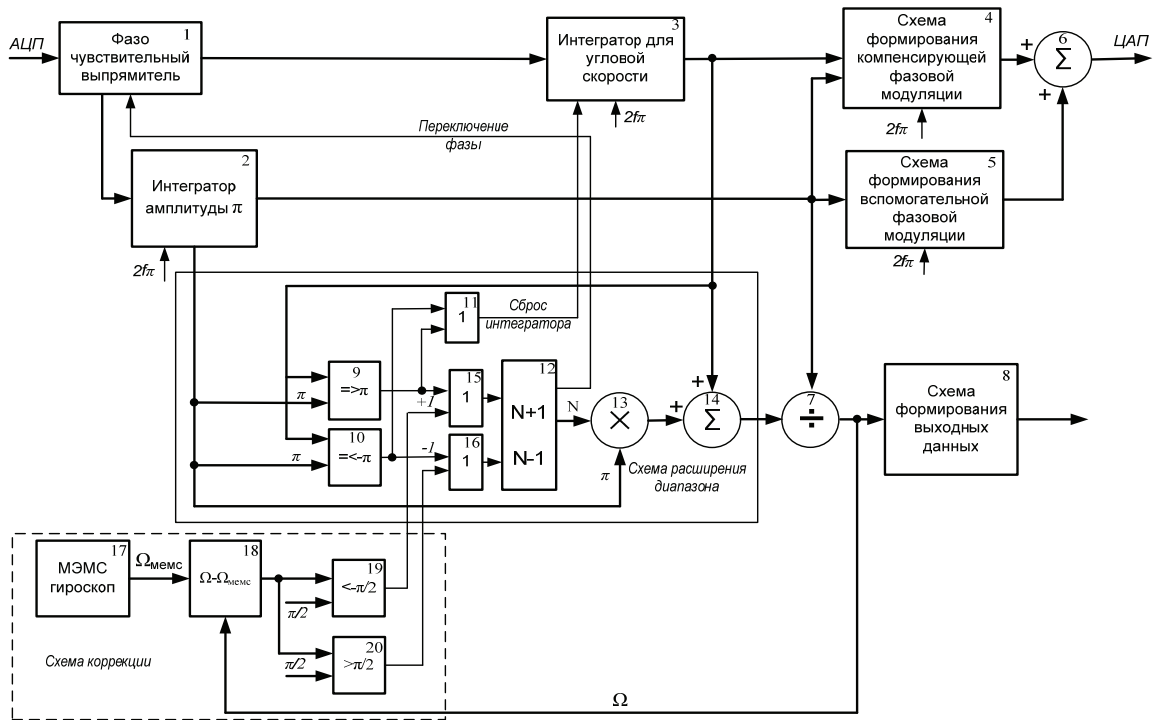 АЦП
Фазо
чувствительный
выпрямитель
1
Интегратор для
угловой
скорости
3
2fπ
Схема
формирования
компенсирующей
фазовой
модуляции
4
2fπ
+
+
6
Σ
ЦАП
Переключение
фазы
2
Интегратор
амплитуды π
2fπ
Схема
формирования
вспомогательной
фазовой
модуляции
5
2fπ
11
1
Сброс
интегратора
9
=>π
π
10
=<-π
π
+1
-1
15
1
16
1
12
N+1
N-1
N
13
×
π
+
+
14
Σ
7
÷
Схема
формирования
выходных
данных
8
Схема расширения
диапазона
МЭМС
гироскоп
17
Ωмемс
18
Ω-Ωмемс
19
<-π/2
π/2
20
>π/2
π/2
Схема коррекции
Ω